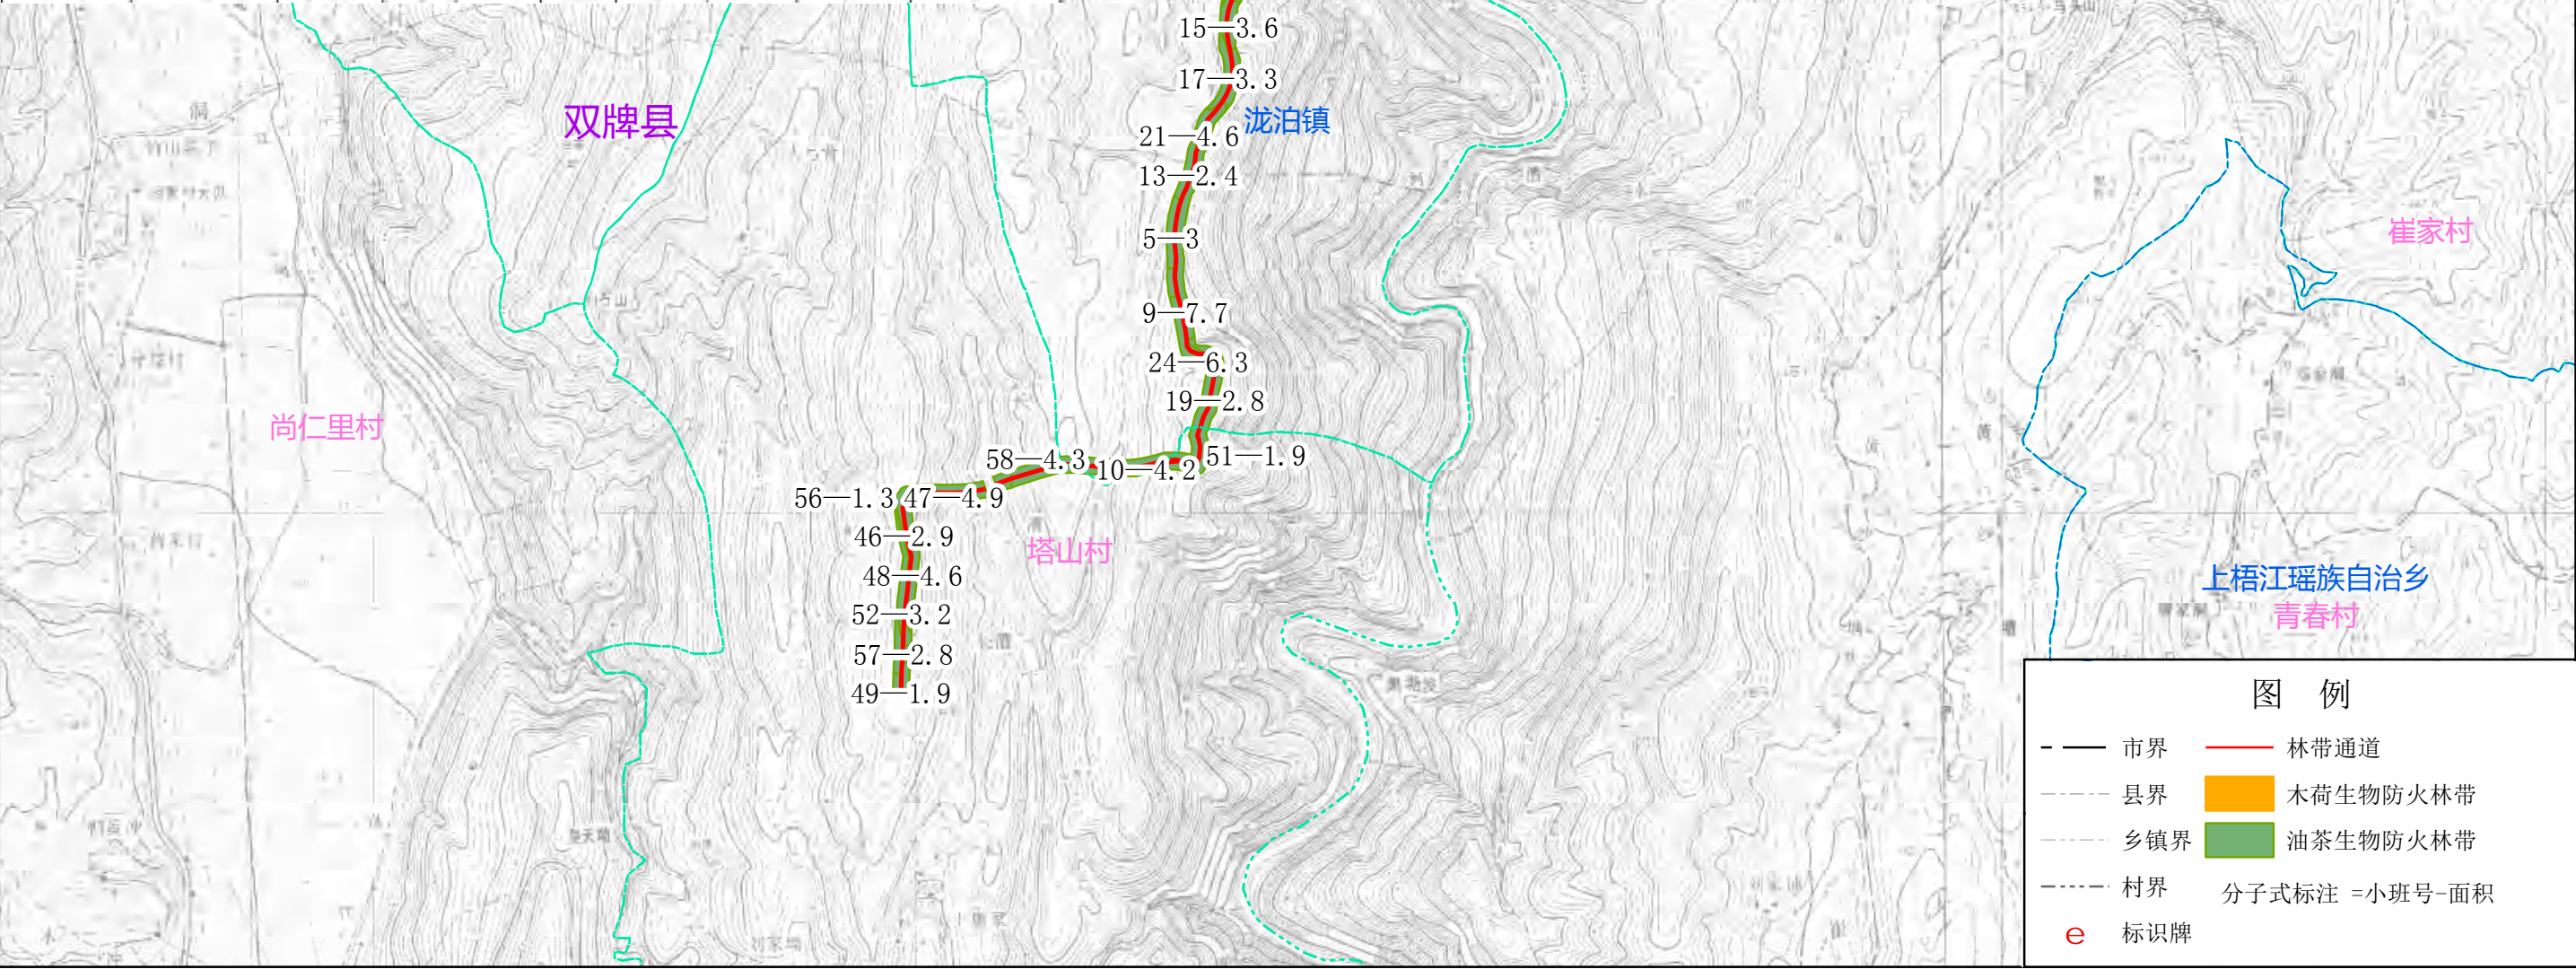 15—3.6
17—3.3
双牌县
泷泊镇
21—4.6
13—2.4
崔家村
5—3
9—7.7
24—6.3
19—2.8
尚仁里村
51—1.9
58—4.3
10—4.2
56—1.3
47—4.9
46—2.9
塔山村
48—4.6
上梧江瑶族自治乡
青春村
52—3.2
57—2.8
49—1.9
图 例
市界
林带通道
县界
木荷生物防火林带
乡镇界
油茶生物防火林带
村界
分子式标注 =小班号-面积
e 标识牌